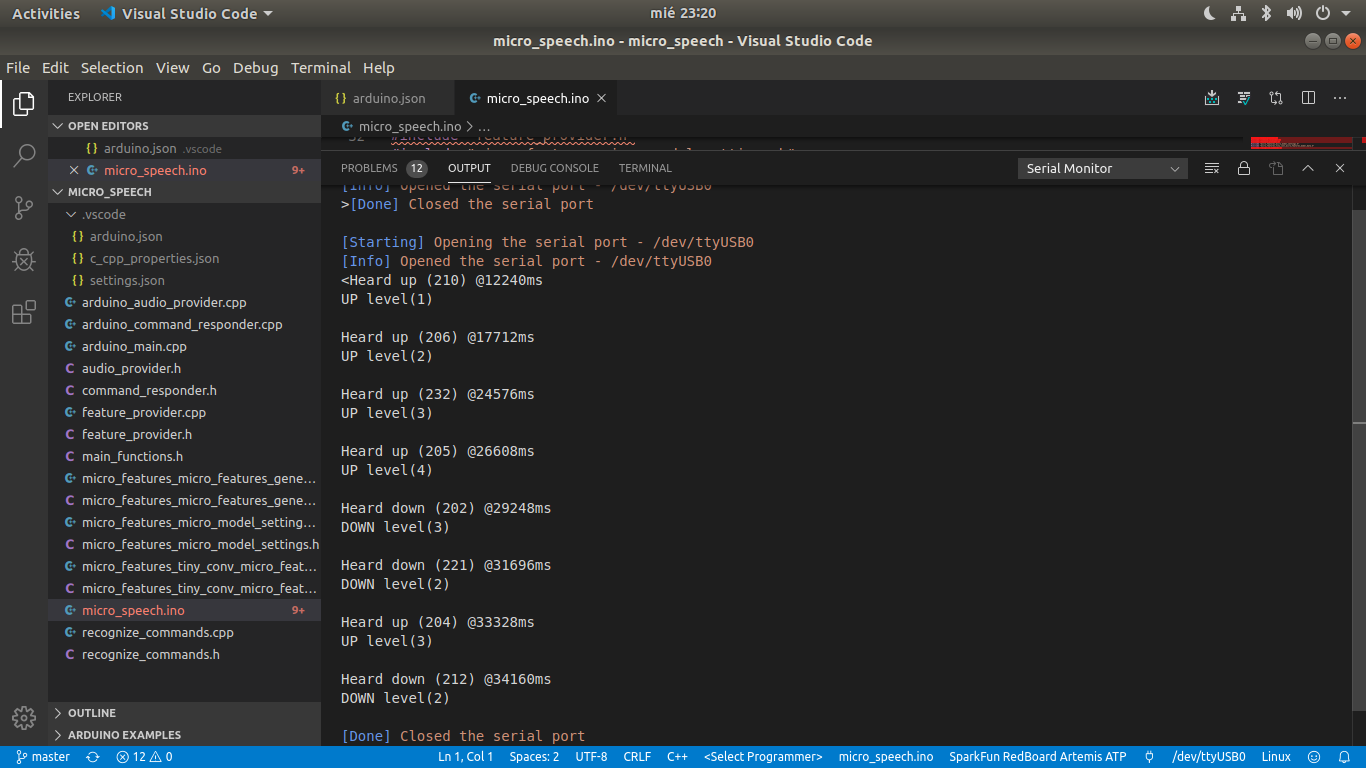 Activities Visual Studio Code mié 23:20
micro_speech.ino - micro_speech - Visual Studio Code
File Edit Selection View Go Debug Terminal Help
EXPLORER
OPEN EDITORS
arduino.json .vscode
micro_speech.ino 9+
MICRO_SPEECH
.vscode
arduino.json
c_cpp_properties.json
settings.json
arduino_audio_provider.cpp
arduino_command_responder.cpp
arduino_main.cpp
audio_provider.h
command_responder.h
feature_provider.cpp
feature_provider.h
main_functions.h
micro_features_micro_features_gene...
micro_features_micro_features_gene...
micro_features_micro_model_setting...
micro_features_micro_model_settings.h
micro_features_tiny_conv_micro_feat...
micro_features_tiny_conv_micro_feat...
micro_speech.ino 9+
recognize_commands.cpp
recognize_commands.h
OUTLINE
ARDUINO EXAMPLES
arduino.json micro_speech.ino
micro_speech.ino > ...
#include "feature_provider.h"
PROBLEMS 12 OUTPUT DEBUG CONSOLE TERMINAL Serial Monitor
[Info] Opened the serial port - /dev/ttyUSB0
>[Done] Closed the serial port
[Starting] Opening the serial port - /dev/ttyUSB0
[Info] Opened the serial port - /dev/ttyUSB0
<Heard up (210) @12240ms
UP level(1)
Heard up (206) @17712ms
UP level(2)
Heard up (232) @24576ms
UP level(3)
Heard up (205) @26608ms
UP level(4)
Heard down (202) @29248ms
DOWN level(3)
Heard down (221) @31696ms
DOWN level(2)
Heard up (204) @33328ms
UP level(3)
Heard down (212) @34160ms
DOWN level(2)
[Done] Closed the serial port
master 12 0 Ln 1, Col 1 Spaces: 2 UTF-8 CRLF C++ <Select Programmer> micro_speech.ino SparkFun RedBoard Artemis ATP /dev/ttyUSB0 Linux